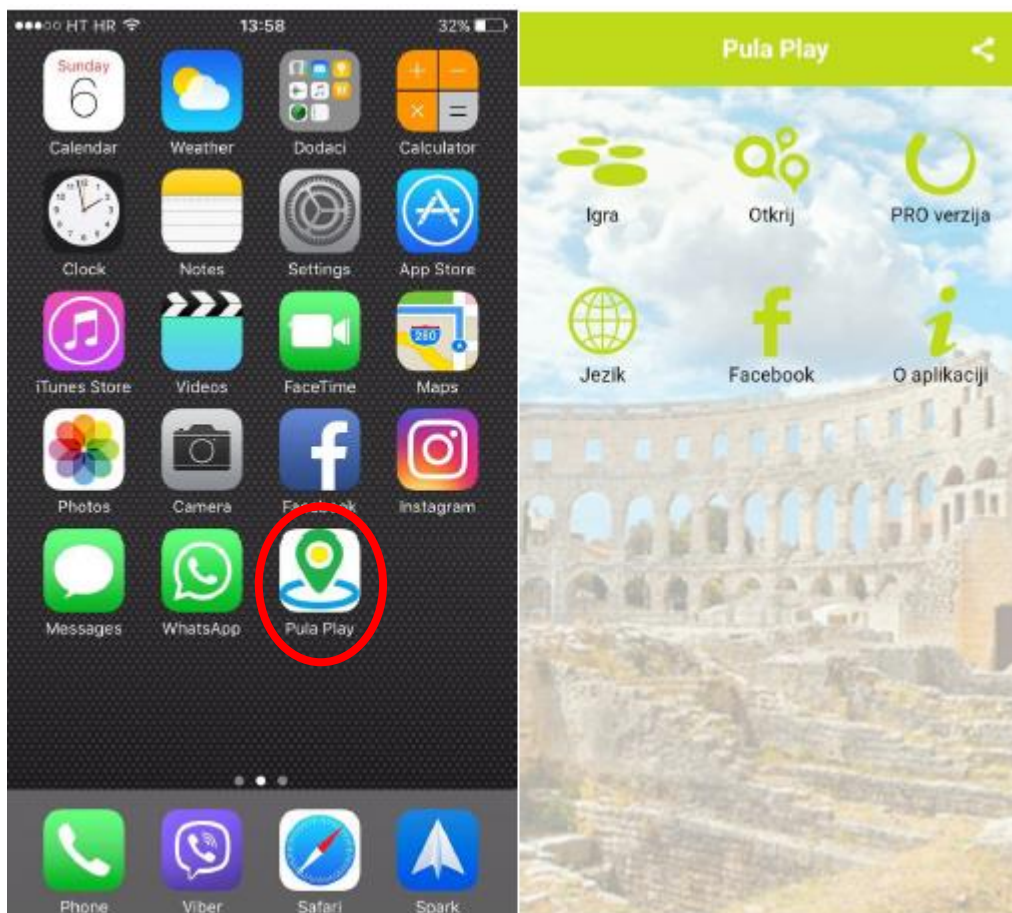 HT HR 13:58 32%
Sunday
6
Calendar Weather Dodaci Calculator
Clock Notes Settings App Store
280
iTunes Store Videos FaceTime Maps
Photos Camera Facebook Instagram
Messages WhatsApp Pula Play
Phone Viber Safari Spark
Pula Play
Igra Otkrij PRO verzija
Jezik Facebook O aplikaciji